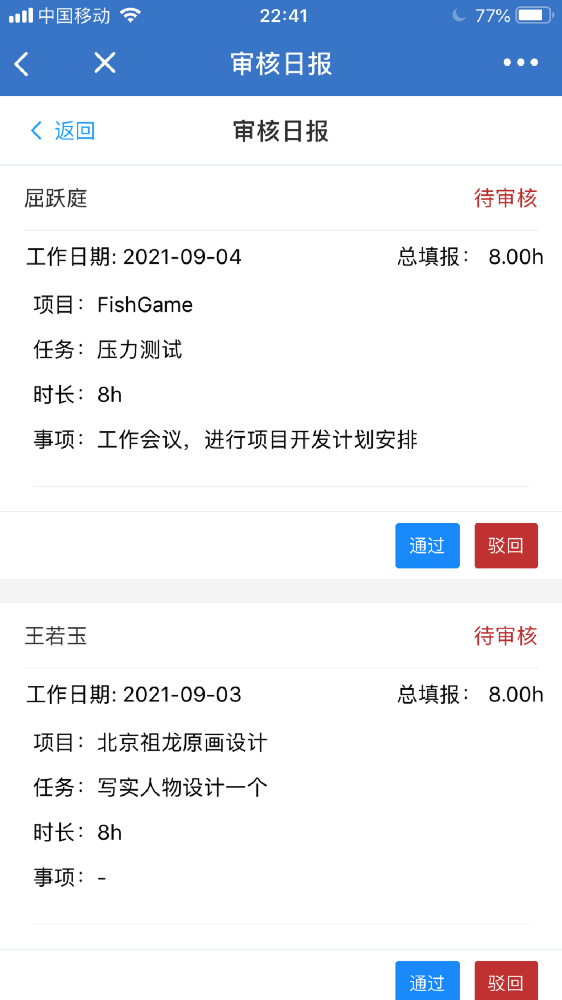 中国移动 22:41 77%
审核日报
返回 审核日报
屈跃庭 待审核
工作日期: 2021-09-04 总填报： 8.00h
项目：FishGame
任务：压力测试
时长：8h
事项：工作会议，进行项目开发计划安排
通过 驳回
王若玉 待审核
工作日期: 2021-09-03 总填报： 8.00h
项目：北京祖龙原画设计
任务：写实人物设计一个
时长：8h
事项：-
通过 驳回